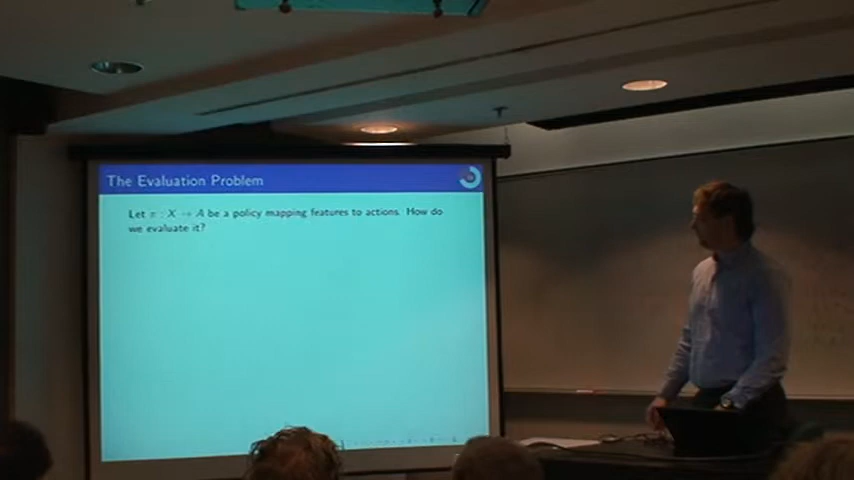 The Evaluation Problem
Let π : X → A be a policy mapping features to actions. How do
we evaluate it?